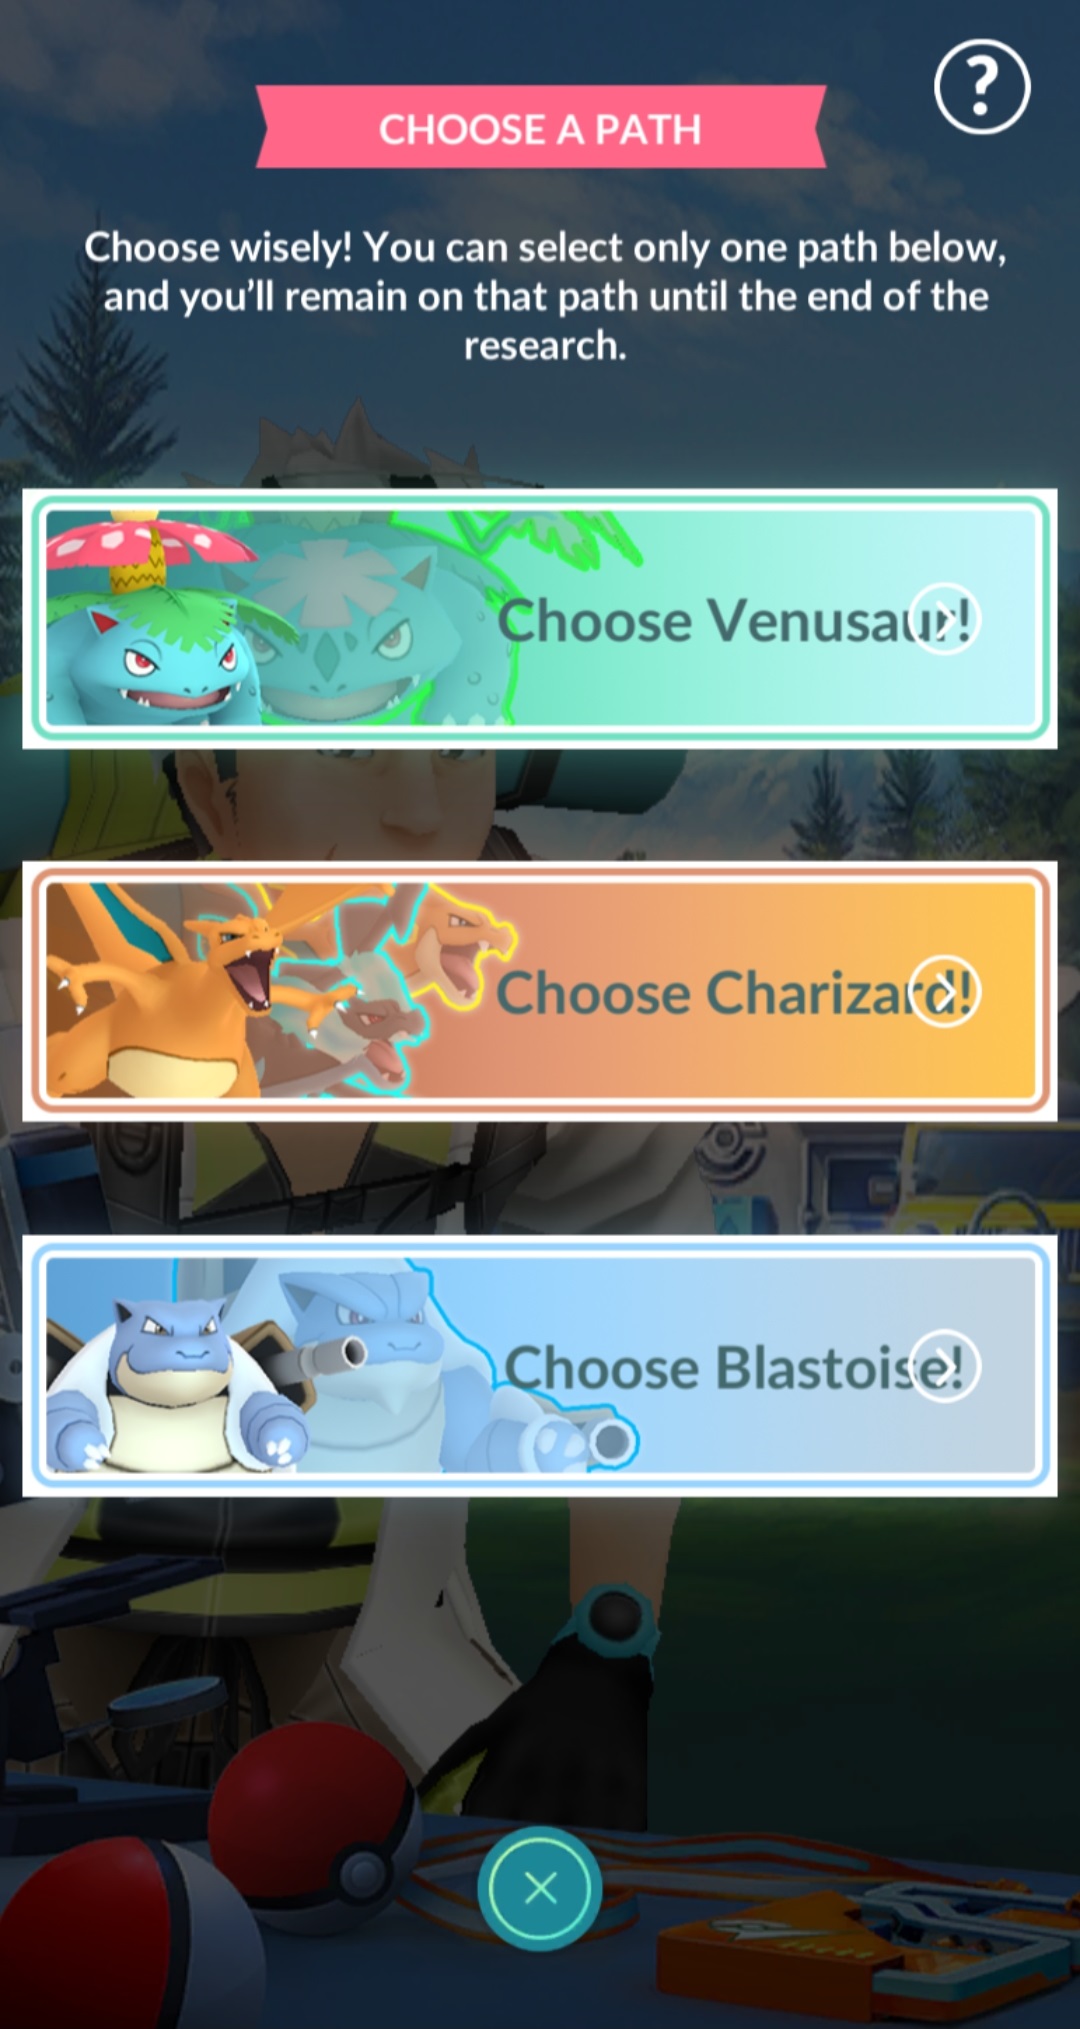 ?
CHOOSE A PATH
Choose wisely! You can select only one path below,
and you’ll remain on that path until the end of the
research.
Choose Venusaur!
Choose Charizard!
Choose Blastoise!